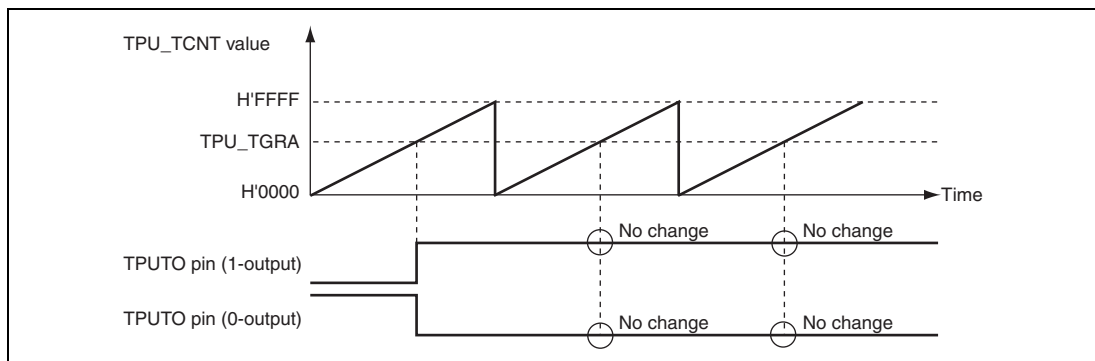 TPU_TCNT value
H'FFFF
TPU_TGRA
H'0000
Time
No change
No change
TPUTO pin (1-output)
TPUTO pin (0-output)
No change
No change